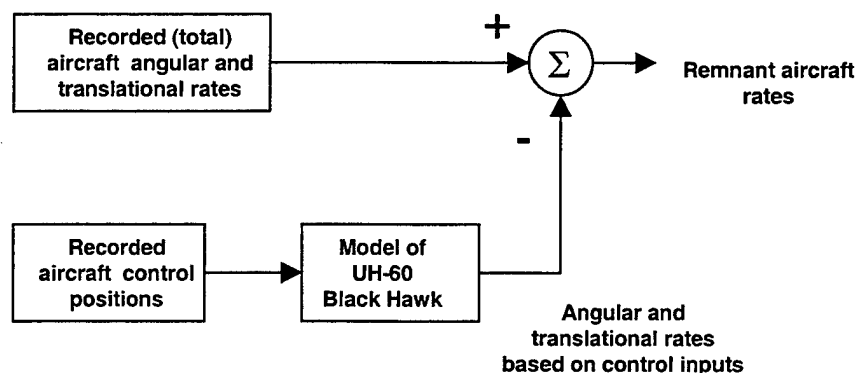 Recorded (total)
aircraft angular and
translational rates
+
Σ
Remnant aircraft
rates
-
Recorded
aircraft control
positions
Model of
UH-60
Black Hawk
Angular and
translational rates
based on control inputs